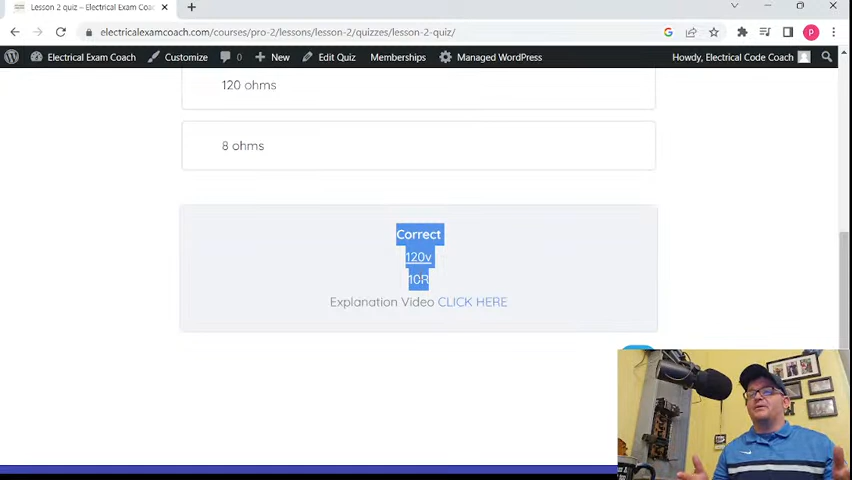 Lesson 2 quiz – Electrical Exam Coac
electricalexamcoach.com/courses/pro-2/lessons/lesson-2/quizzes/lesson-2-quiz/
Electrical Exam Coach Customize 0 New Edit Quiz Memberships Managed WordPress Howdy, Electrical Code Coach
120 ohms
8 ohms
Correct
120v
10R
Explanation Video CLICK HERE